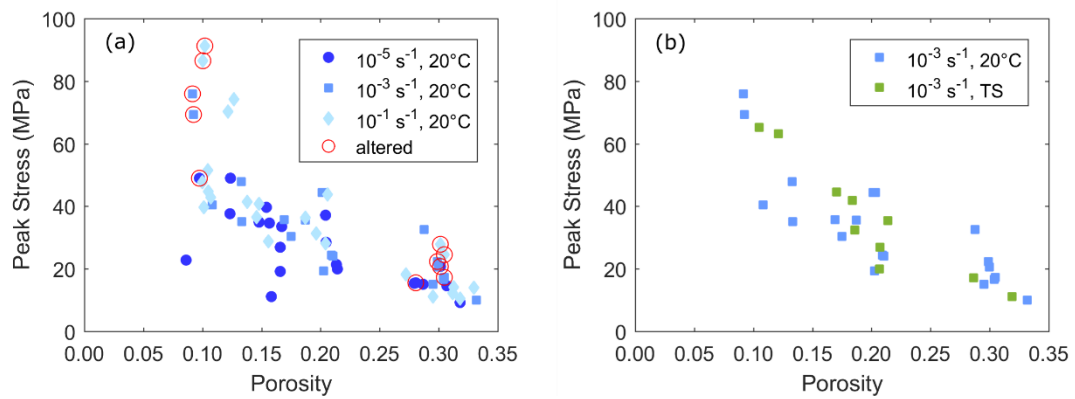 (a)
10⁻⁵ s⁻¹, 20°C
10⁻³ s⁻¹, 20°C
10⁻¹ s⁻¹, 20°C
altered
Peak Stress (MPa)
100
80
60
40
20
0
0.00 0.05 0.10 0.15 0.20 0.25 0.30 0.35
Porosity
(b)
10⁻³ s⁻¹, 20°C
10⁻³ s⁻¹, TS
Peak Stress (MPa)
100
80
60
40
20
0
0.00 0.05 0.10 0.15 0.20 0.25 0.30 0.35
Porosity